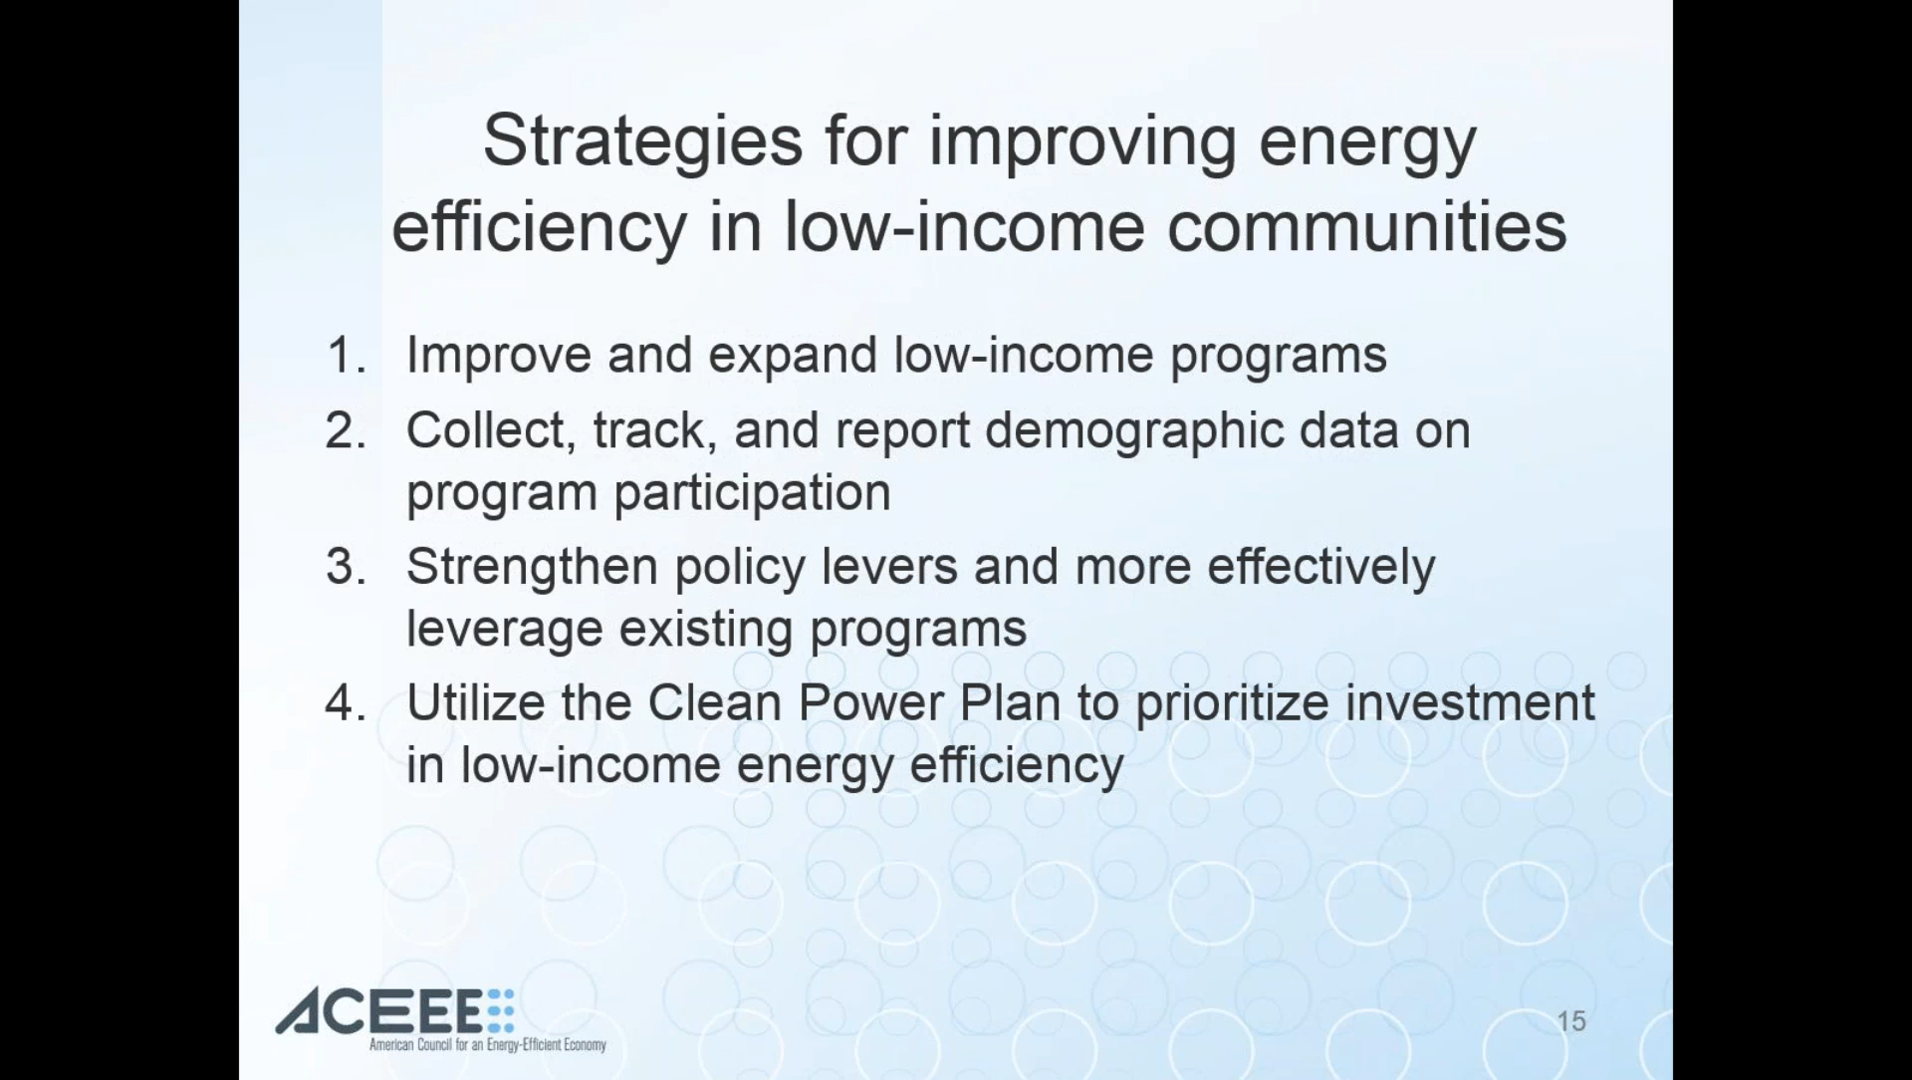 Strategies for improving energy
efficiency in low-income communities
1. Improve and expand low-income programs
2. Collect, track, and report demographic data on
program participation
3. Strengthen policy levers and more effectively
leverage existing programs
4. Utilize the Clean Power Plan to prioritize investment
in low-income energy efficiency
ACEEE
American Council for an Energy-Efficient Economy
15